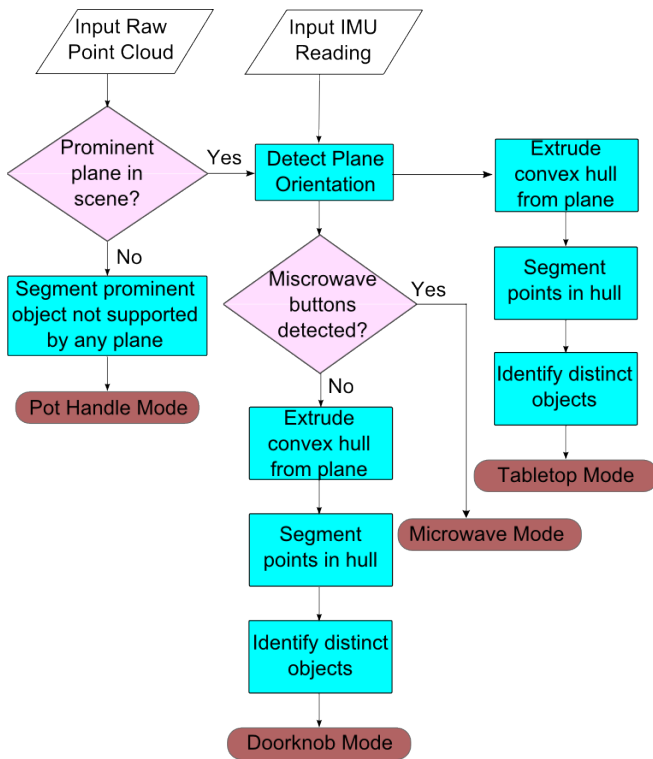 Input Raw
Point Cloud
Input IMU
Reading
Prominent
plane in
scene?
Yes
Detect Plane
Orientation
Extrude
convex hull
from plane
No
Segment prominent
object not supported
by any plane
Miscrowave
buttons
detected?
Yes
Segment
points in hull
Pot Handle Mode
No
Identify distinct
objects
Extrude
convex hull
from plane
Tabletop Mode
Segment
points in hull
Microwave Mode
Identify distinct
objects
Doorknob Mode